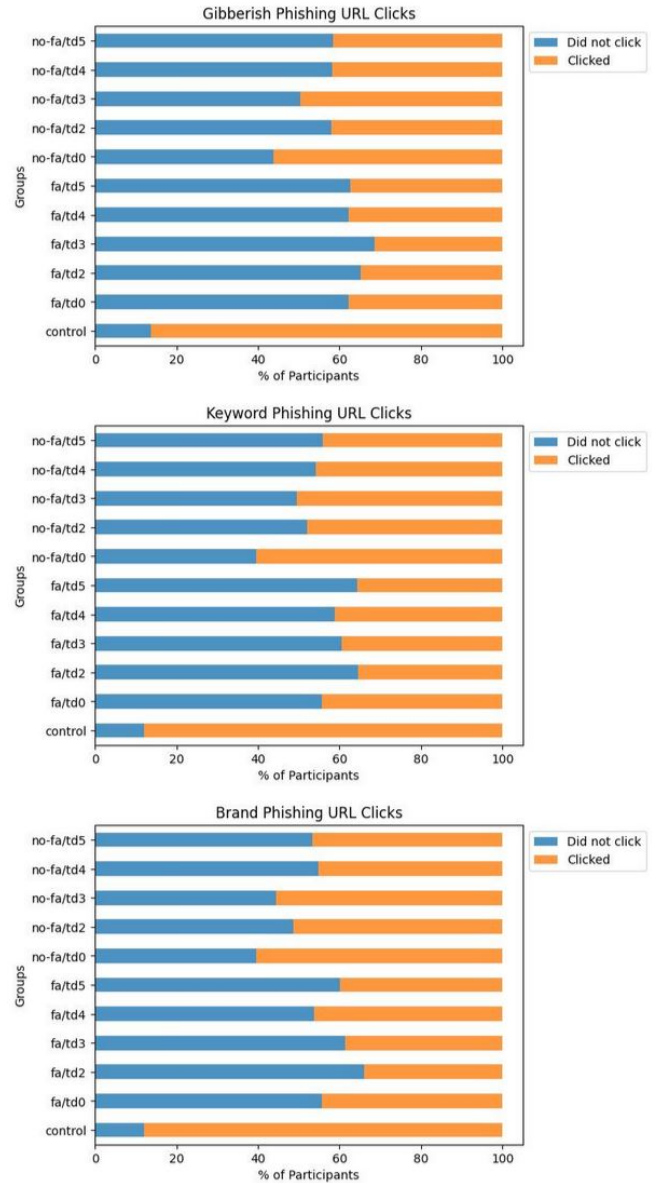 Gibberish Phishing URL Clicks
no-fa/td5
no-fa/td4
no-fa/td3
no-fa/td2
no-fa/td0
fa/td5
fa/td4
fa/td3
fa/td2
fa/td0
control
Groups
0 20 40 60 80 100
% of Participants
Did not click
Clicked
Keyword Phishing URL Clicks
no-fa/td5
no-fa/td4
no-fa/td3
no-fa/td2
no-fa/td0
fa/td5
fa/td4
fa/td3
fa/td2
fa/td0
control
Groups
0 20 40 60 80 100
% of Participants
Did not click
Clicked
Brand Phishing URL Clicks
no-fa/td5
no-fa/td4
no-fa/td3
no-fa/td2
no-fa/td0
fa/td5
fa/td4
fa/td3
fa/td2
fa/td0
control
Groups
0 20 40 60 80 100
% of Participants
Did not click
Clicked